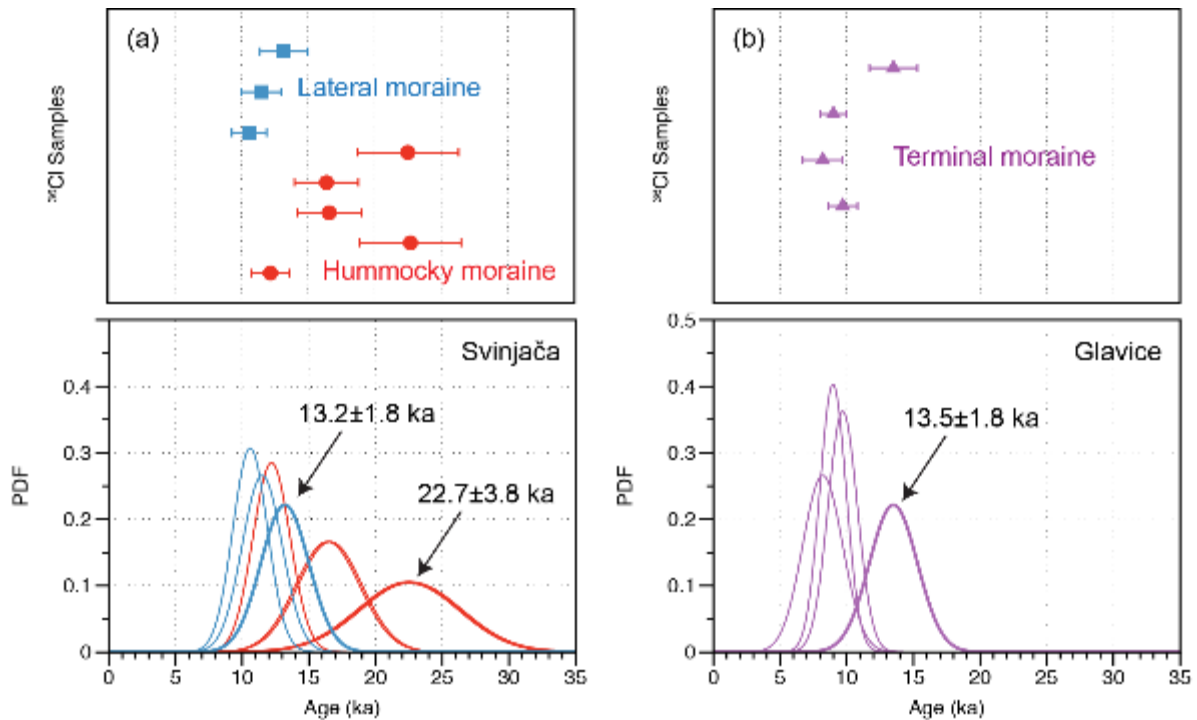 (a)
³⁶Cl Samples
Lateral moraine
Hummocky moraine
(b)
³⁶Cl Samples
Terminal moraine
Svinjača
13.2±1.8 ka
22.7±3.8 ka
PDF
0.4
0.3
0.2
0.1
0
0 5 10 15 20 25 30 35
Age (ka)
Glavice
13.5±1.8 ka
PDF
0.5
0.4
0.3
0.2
0.1
0
0 5 10 15 20 25 30 35
Age (ka)